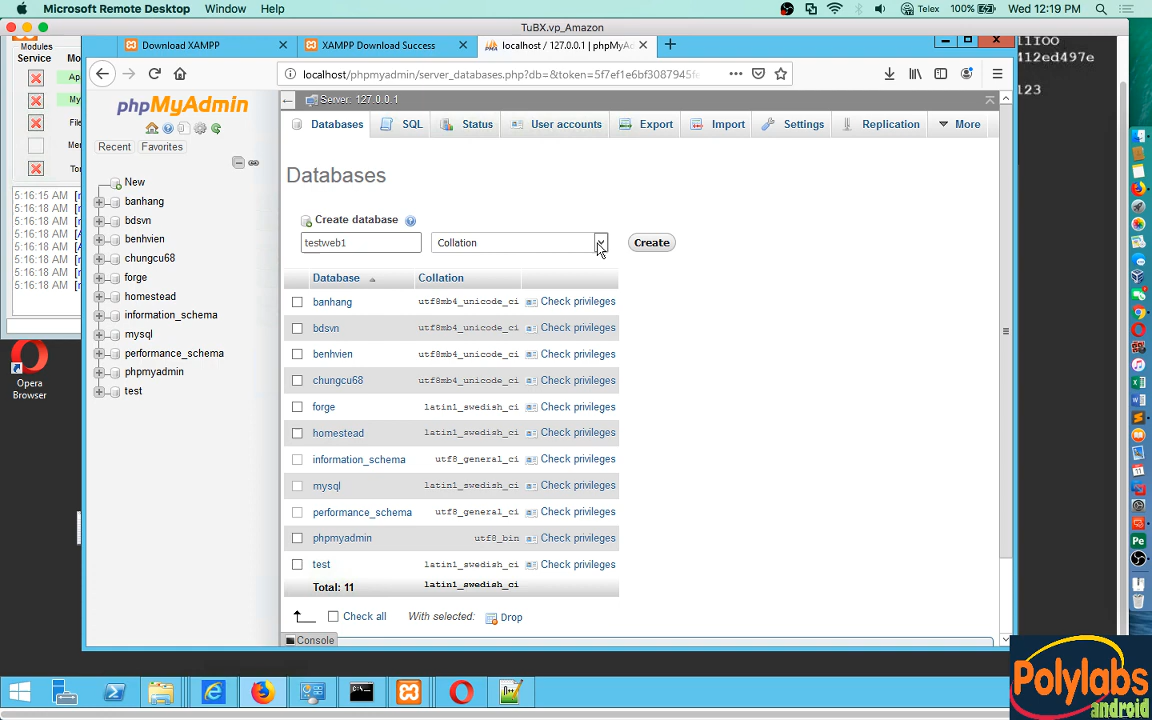 Microsoft Remote Desktop Window Help
Telex 100% Wed 12:19 PM
TuBX.vp_Amazon
Modules
Service
My
5:16:15 AM
5:16:18 AM
5:16:18 AM
5:16:18 AM
5:16:18 AM
5:16:18 AM
5:16:18 AM
Opera
Browser
Download XAMPP
XAMPP Download Success
localhost / 127.0.0.1 | phpMyAd
localhost/phpmyadmin/server_databases.php?db=&token=5f7ef1e6bf3087945f
phpMyAdmin
Recent Favorites
New
banhang
bdsvn
benhvien
chungcu68
forge
homestead
information_schema
mysql
performance_schema
phpmyadmin
test
Server: 127.0.0.1
Databases SQL Status User accounts Export Import Settings Replication More
Databases
Create database
testweb1 Collation Create
Database Collation
banhang utf8mb4_unicode_ci Check privileges
bdsvn utf8mb4_unicode_ci Check privileges
benhvien utf8mb4_unicode_ci Check privileges
chungcu68 utf8mb4_unicode_ci Check privileges
forge latin1_swedish_ci Check privileges
homestead latin1_swedish_ci Check privileges
information_schema utf8_general_ci Check privileges
mysql latin1_swedish_ci Check privileges
performance_schema utf8_general_ci Check privileges
phpmyadmin utf8_bin Check privileges
test latin1_swedish_ci Check privileges
Total: 11 latin1_swedish_ci
Check all With selected: Drop
Console
412ed497e
123
Polylabs
android